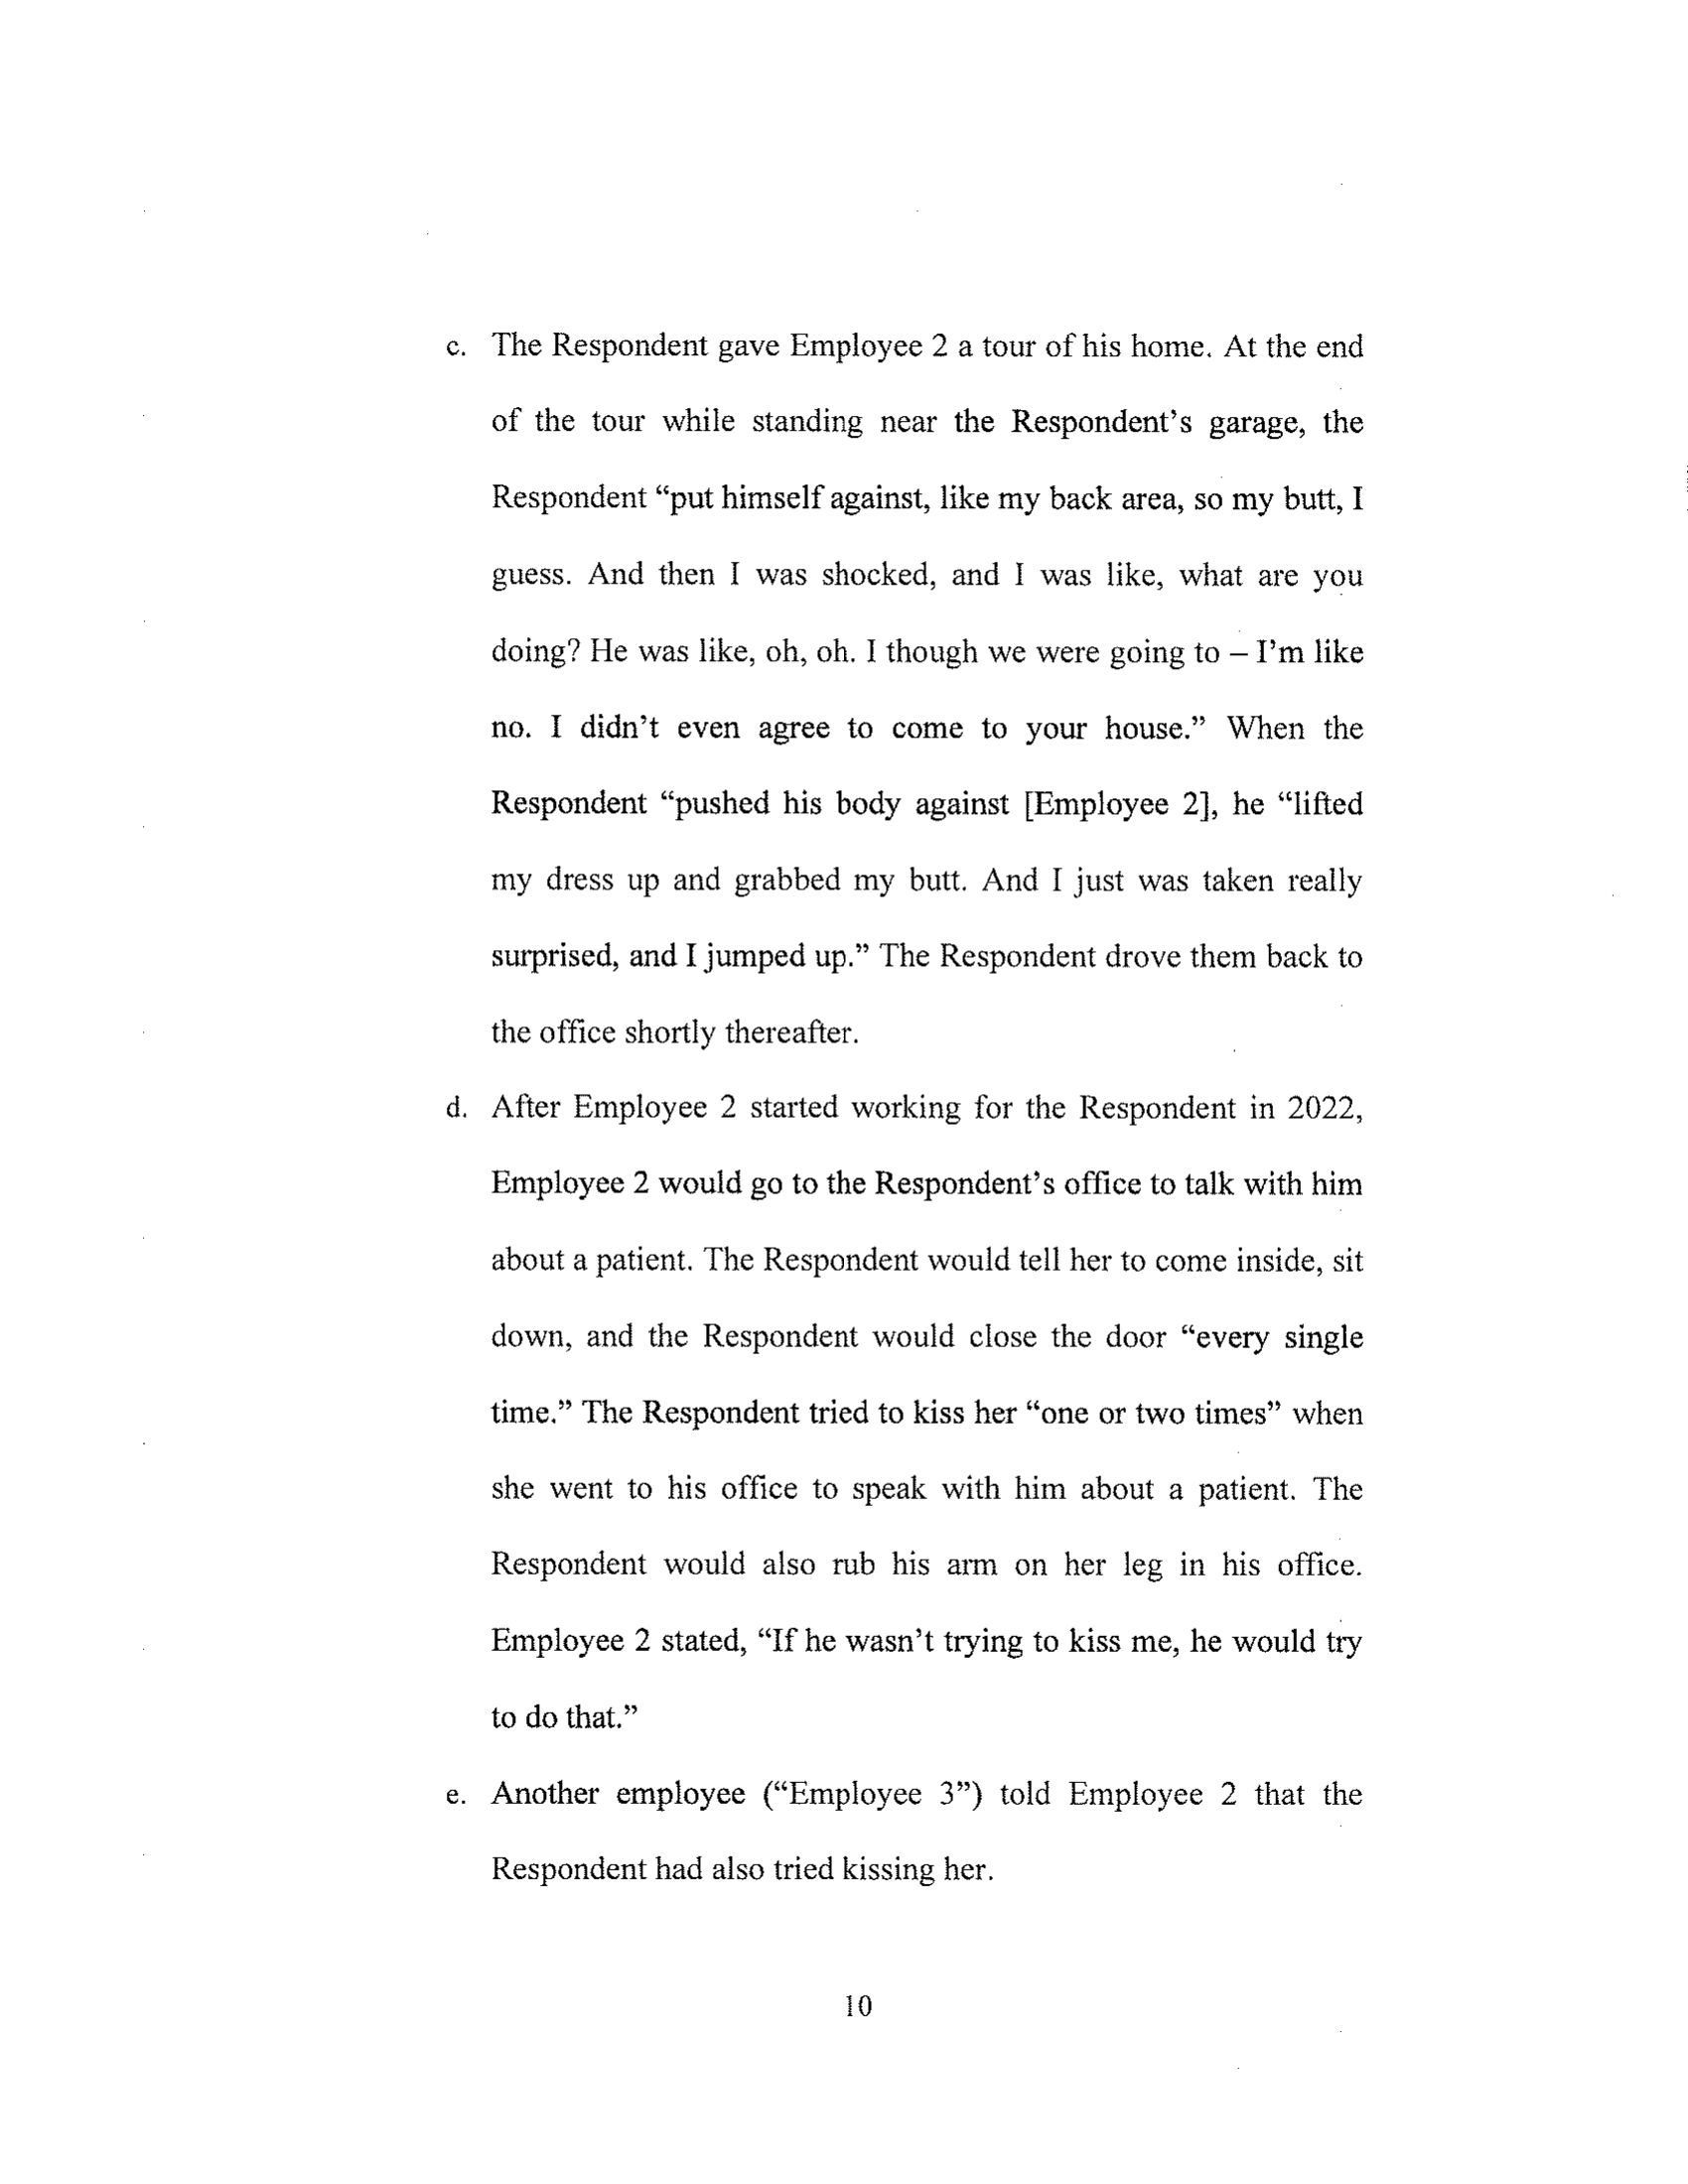 c. The Respondent gave Employee 2 a tour of his home. At the end
of the tour while standing near the Respondent's garage, the
Respondent “put himself against, like my back area, so my butt, I
guess. And then I was shocked, and I was like, what are you
doing? He was like, oh, oh. I though we were going to – I'm like
no. I didn't even agree to come to your house.” When the
Respondent “pushed his body against [Employee 2], he “lifted
my dress up and grabbed my butt. And I just was taken really
surprised, and I jumped up.” The Respondent drove them back to
the office shortly thereafter.
d. After Employee 2 started working for the Respondent in 2022,
Employee 2 would go to the Respondent's office to talk with him
about a patient. The Respondent would tell her to come inside, sit
down, and the Respondent would close the door “every single
time.” The Respondent tried to kiss her “one or two times” when
she went to his office to speak with him about a patient. The
Respondent would also rub his arm on her leg in his office.
Employee 2 stated, “If he wasn't trying to kiss me, he would try
to do that.”
e. Another employee (“Employee 3”) told Employee 2 that the
Respondent had also tried kissing her.
10